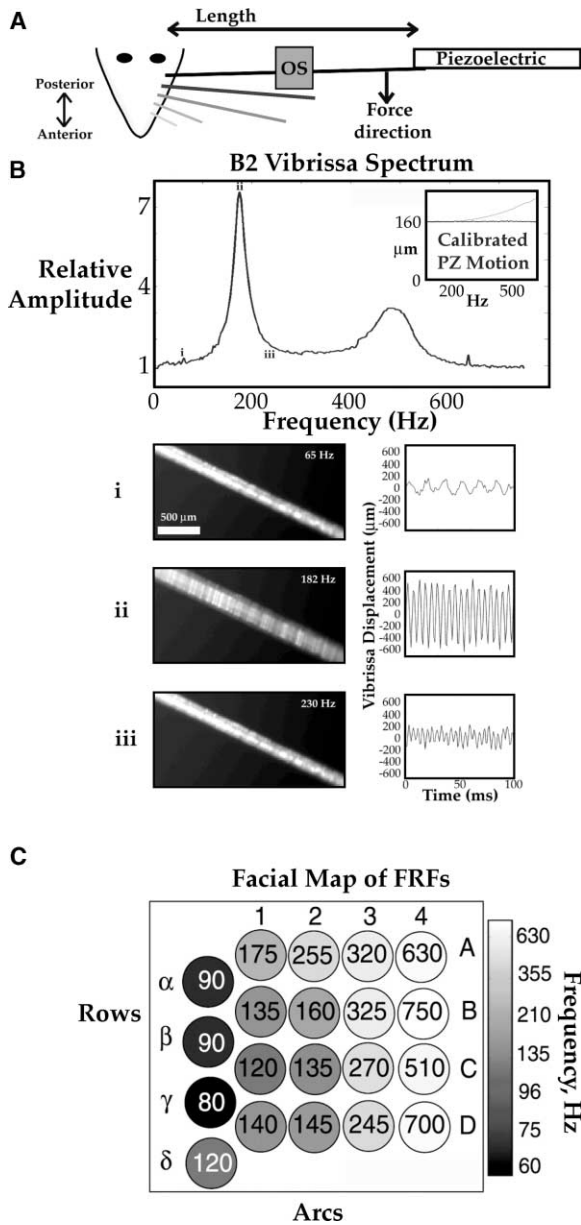 A
Length
OS
Piezoelectric
Posterior
Anterior
Force
direction
B
B2 Vibrissa Spectrum
ii
7
4
1
Relative
Amplitude
i
iii
160
µm
0
Calibrated
PZ Motion
200 500
Hz
0 200 400 600
Frequency (Hz)
i
65 Hz
500 µm
600
400
200
0
-200
-400
-600
ii
182 Hz
600
400
200
0
-200
-400
-600
Vibrissa Displacement (µm)
iii
230 Hz
600
400
200
0
-200
-400
-600
0 50 100
Time (ms)
C
Facial Map of FRFs
1 2 3 4
175 255 320 630 A
α 90
135 160 325 750 B
Rows
β 90
120 135 270 510 C
γ 80
140 145 245 700 D
δ 120
Arcs
630
355
210
135
96
75
60
Frequency, Hz